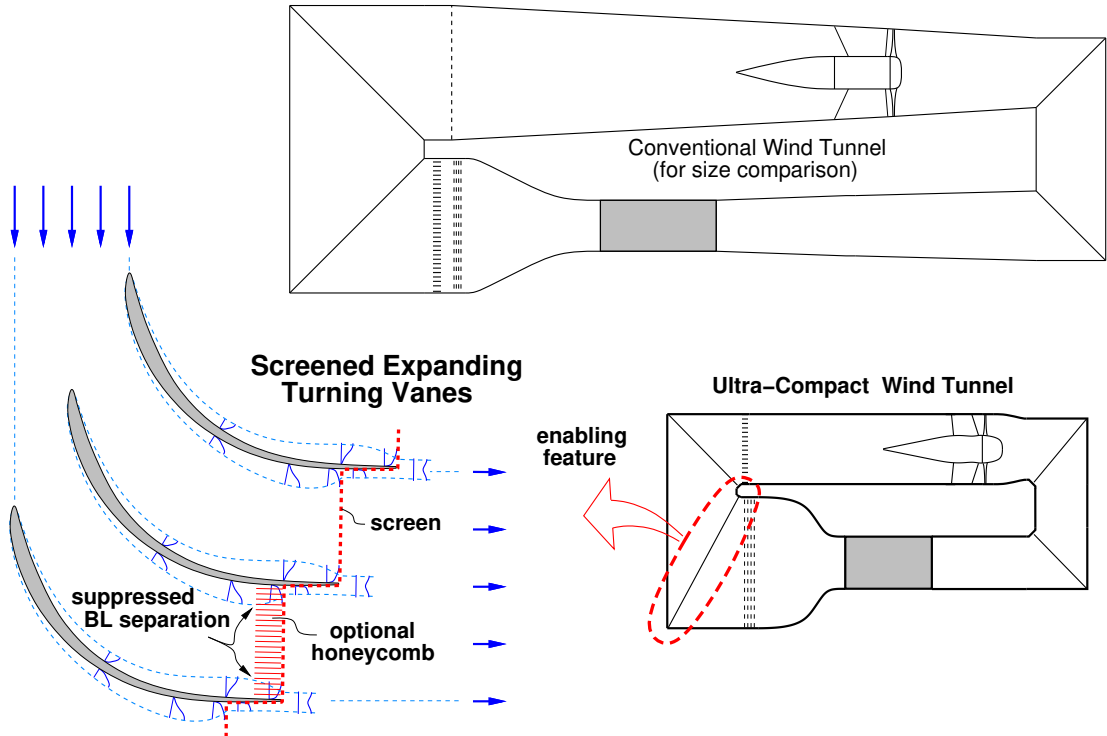 Conventional Wind Tunnel
(for size comparison)
Screened Expanding
Turning Vanes
Ultra−Compact Wind Tunnel
enabling
feature
screen
suppressed
BL separation
optional
honeycomb